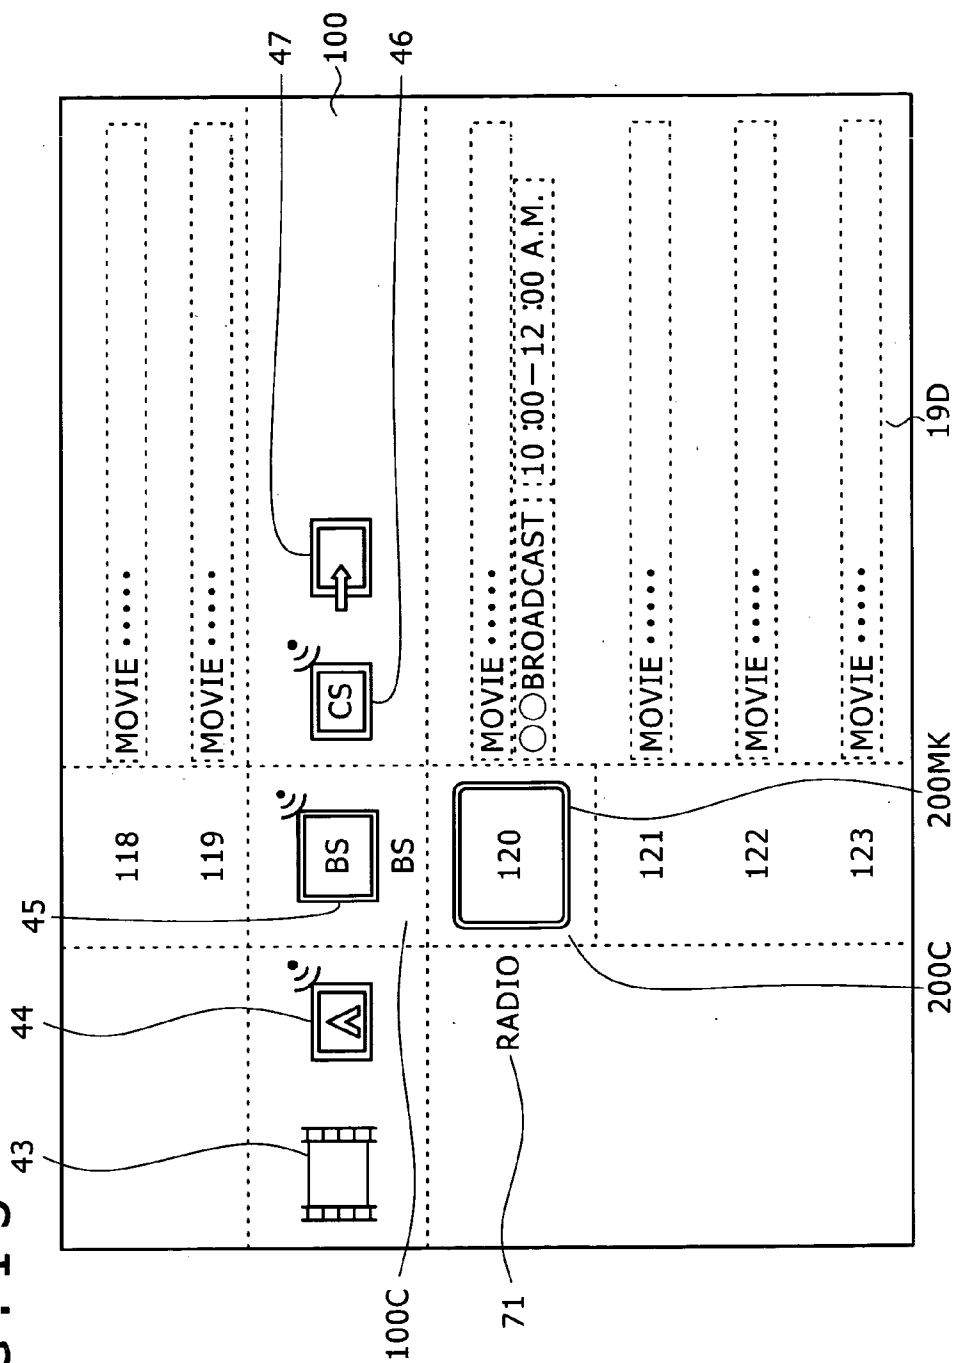 43
44
45
47
100
46
118 MOVIE •••••
119 MOVIE •••••
BS
CS
BS
100C
RADIO
120
MOVIE •••••
○○BROADCAST 10:00—12:00 A.M.
71
121 MOVIE •••••
122 MOVIE •••••
123 MOVIE •••••
200C
200MK
19D